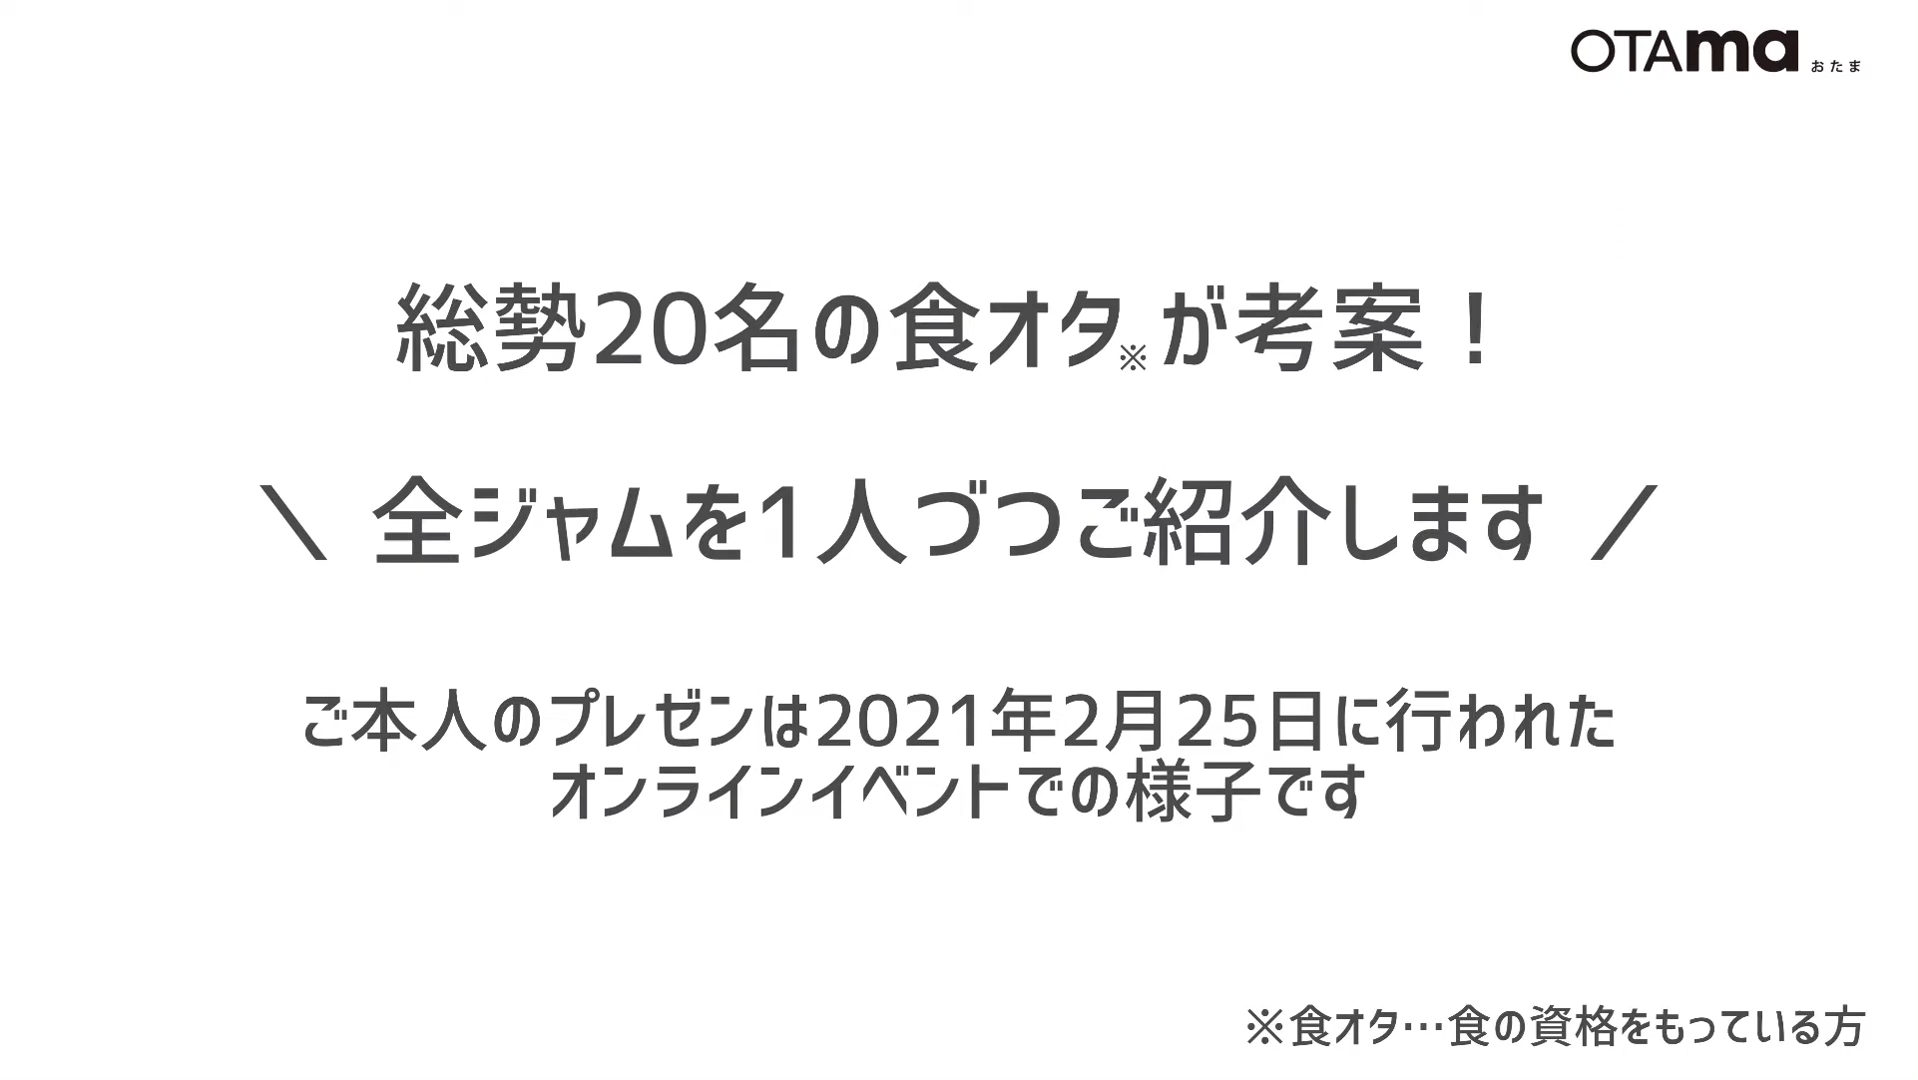 OTAma おたま
総勢20名の食オタ※が考案！
＼ 全ジャムを1人づつご紹介します ／
ご本人のプレゼンは2021年2月25日に行われた
オンラインイベントでの様子です
※食オタ…食の資格をもっている方